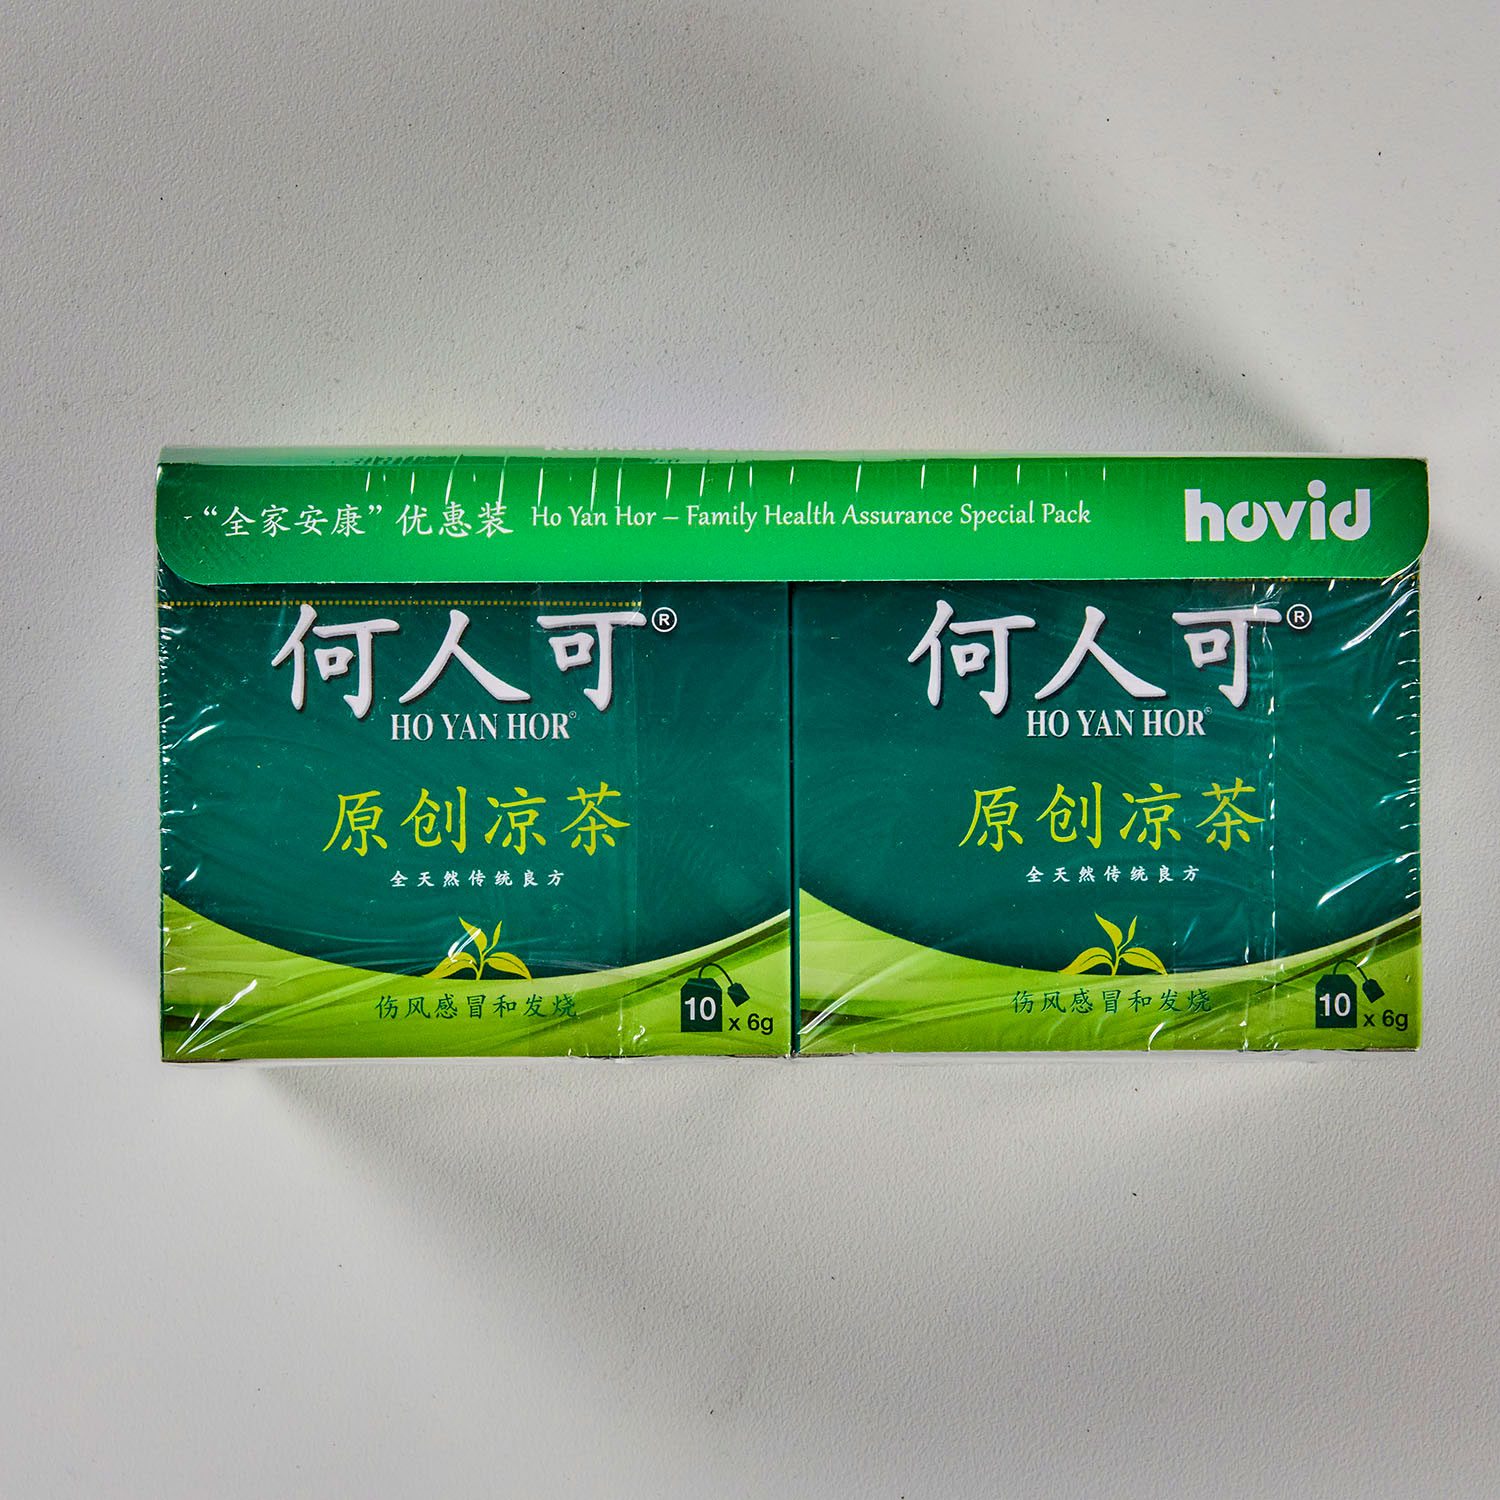 “全家安康”优惠装 Ho Yan Hor – Family Health Assurance Special Pack
hovid
何人可®
HO YAN HOR®
原创凉茶
全天然传统良方
伤风感冒和发烧
10 x 6g
何人可®
HO YAN HOR®
原创凉茶
全天然传统良方
伤风感冒和发烧
10 x 6g